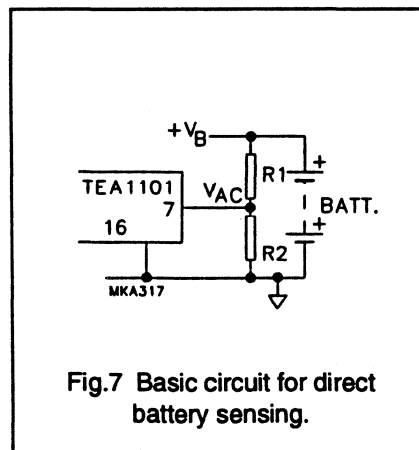 +VB
R1
+
TEA1101
VAC
7
BATT.
+
16
R2
MKA317
Fig.7 Basic circuit for direct
battery sensing.